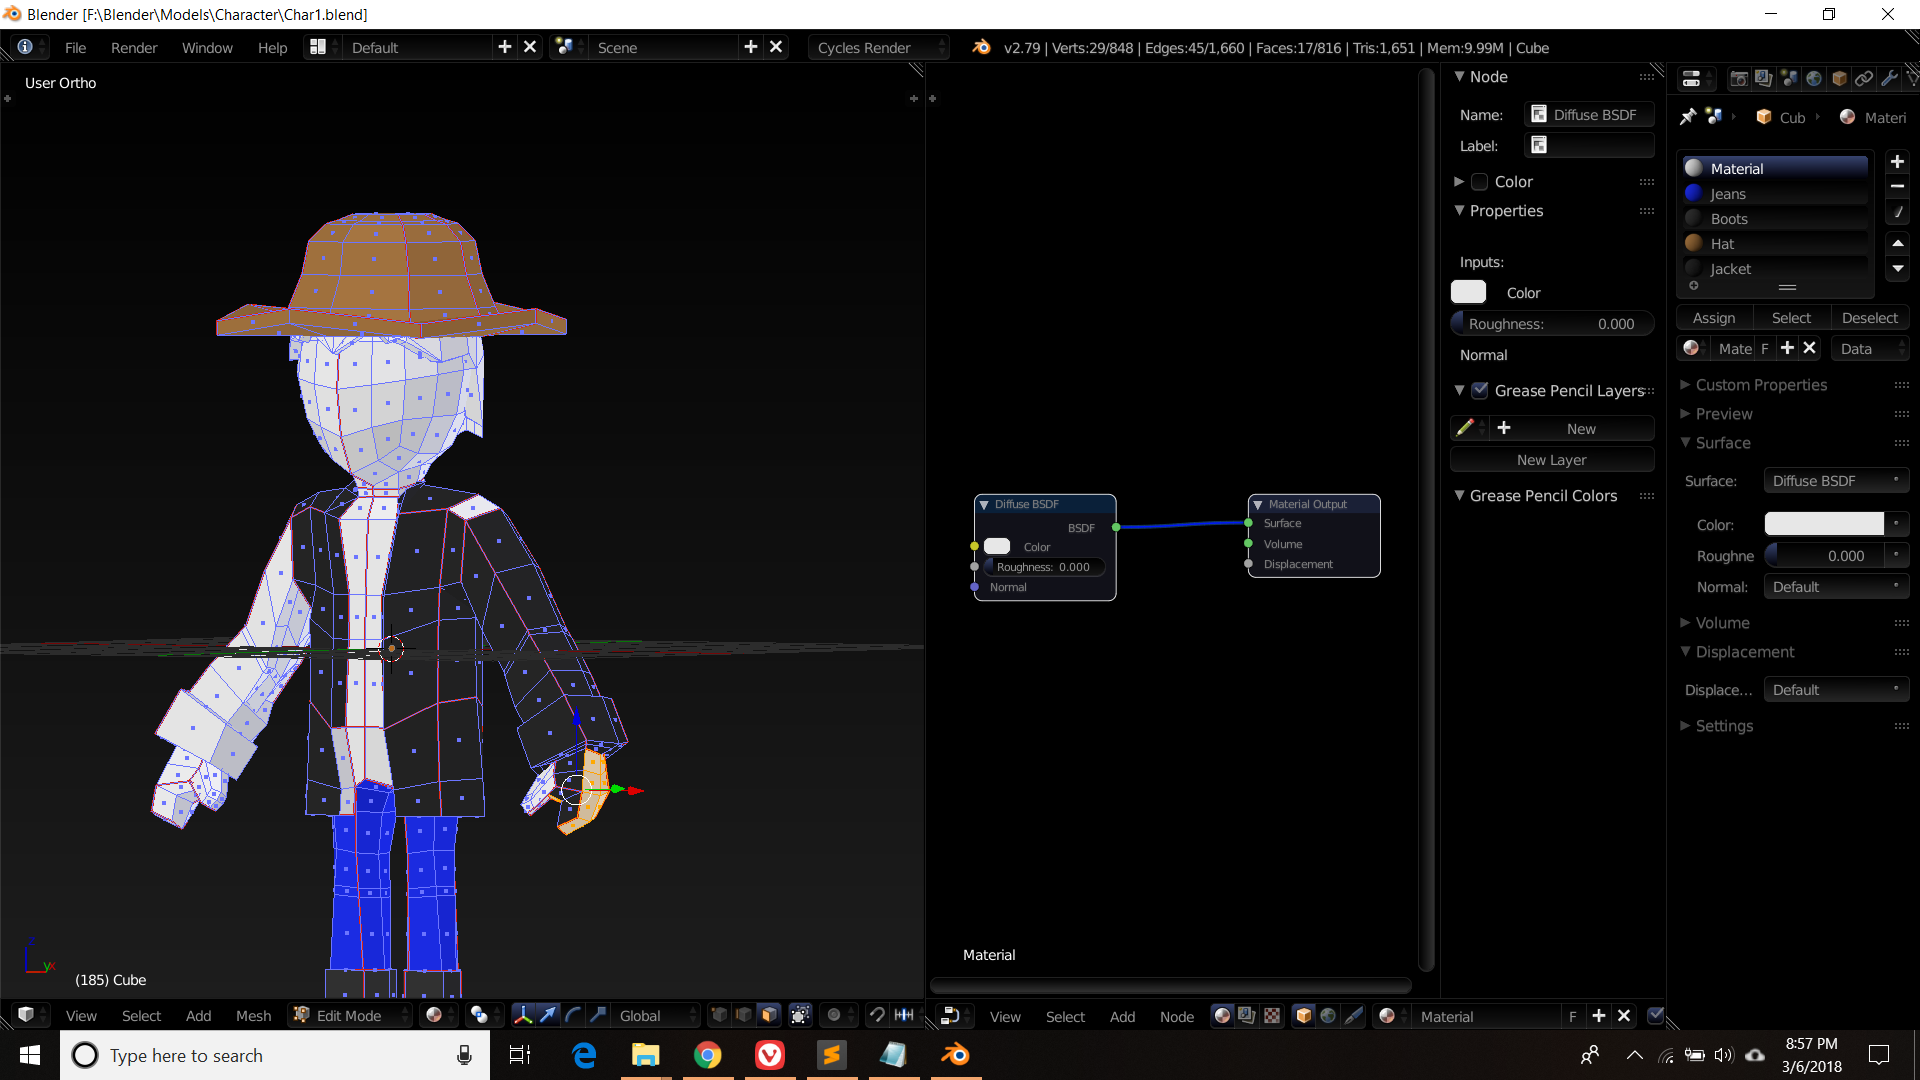 Blender [F:\Blender\Models\Character\Char1.blend]
File Render Window Help Default Scene Cycles Render v2.79 | Verts:29/848 | Edges:45/1,660 | Faces:17/816 | Tris:1,651 | Mem:9.99M | Cube
User Ortho
Node
Name: Diffuse BSDF
Label:
Color
Properties
Inputs:
Color
Roughness: 0.000
Normal
Grease Pencil Layers
New
New Layer
Grease Pencil Colors
Cub Materi
Material
Jeans
Boots
Hat
Jacket
Assign Select Deselect
Mate F Data
Custom Properties
Preview
Surface
Surface: Diffuse BSDF
Color:
Roughne 0.000
Normal: Default
Volume
Displacement
Displace... Default
Settings
Diffuse BSDF
BSDF
Color
Roughness: 0.000
Normal
Material Output
Surface
Volume
Displacement
Material
(185) Cube
View Select Add Mesh Edit Mode Global
View Select Add Node Material F
Type here to search
8:57 PM
3/6/2018